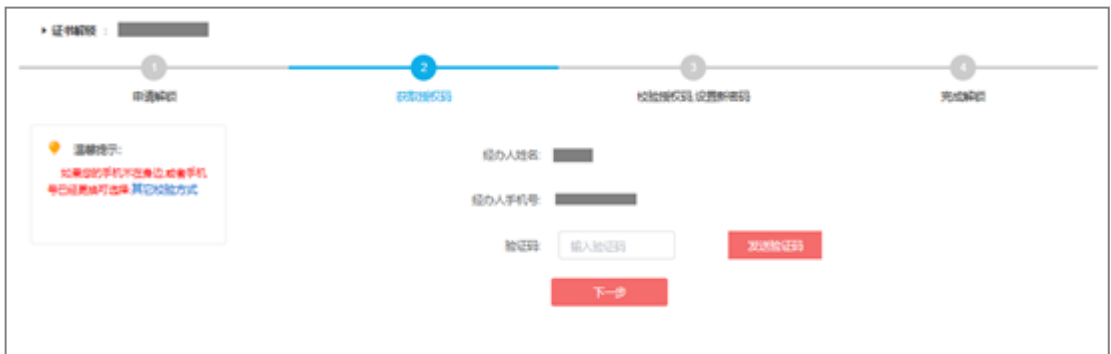 证书解锁 :
1
2
3
4
申请解锁
获取授权码
校验授权码,设置新密码
完成解锁
温馨提示:
如果您的手机不在身边,或者手机
号已经更换可选择 其它校验方式
经办人姓名:
经办人手机号:
验证码: 输入验证码 发送验证码
下一步